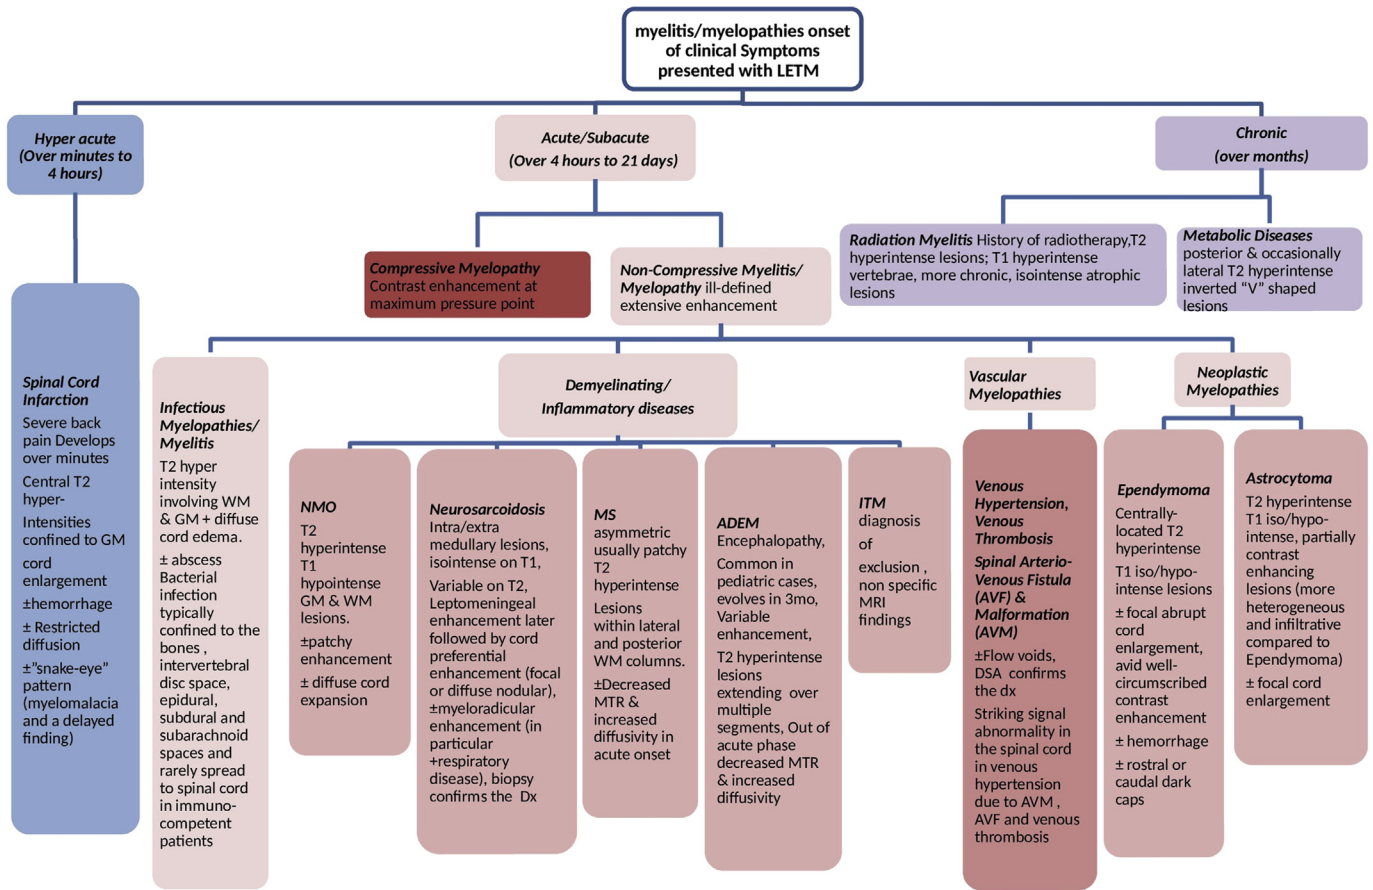 myelitis/myelopathies onset
of clinical Symptoms
presented with LETM
Hyper acute
(Over minutes to
4 hours)
Acute/Subacute
(Over 4 hours to 21 days)
Chronic
(over months)
Compressive Myelopathy
Contrast enhancement at
maximum pressure point
Non-Compressive Myelitis/
Myelopathy ill-defined
extensive enhancement
Radiation Myelitis History of radiotherapy,T2
hyperintense lesions; T1 hyperintense
vertebrae, more chronic, isointense atrophic
lesions
Metabolic Diseases
posterior & occasionally
lateral T2 hyperintense
inverted “V” shaped
lesions
Spinal Cord
Infarction
Severe back
pain Develops
over minutes
Central T2
hyper-
Intensities
confined to GM
cord
enlargement
±hemorrhage
± Restricted
diffusion
±”snake-eye”
pattern
(myelomalacia
and a delayed
finding)
Infectious
Myelopathies/
Myelitis
T2 hyper
intensity
involving WM
& GM + diffuse
cord edema.
± abscess
Bacterial
infection
typically
confined to the
bones ,
intervertebral
disc space,
epidural,
subdural and
subarachnoid
spaces and
rarely spread
to spinal cord
in immuno-
competent
patients
Demyelinating/
Inflammatory diseases
NMO
T2
hyperintense
T1
hypointense
GM & WM
lesions.
±patchy
enhancement
± diffuse cord
expansion
Neurosarcoidosis
Intra/extra
medullary lesions,
isointense on T1,
Variable on T2,
Leptomeningeal
enhancement later
followed by cord
preferential
enhancement (focal
or diffuse nodular),
±myeloradicular
enhancement (in
particular
+respiratory
disease), biopsy
confirms the Dx
MS
asymmetric
usually patchy
T2
hyperintense
Lesions
within lateral
and posterior
WM columns.
±Decreased
MTR &
increased
diffusivity in
acute onset
ADEM
Encephalopathy,
Common in
pediatric cases,
evolves in 3mo,
Variable
enhancement,
T2 hyperintense
lesions
extending over
multiple
segments, Out of
acute phase
decreased MTR
& increased
diffusivity
ITM
diagnosis
of
exclusion ,
non specific
MRI
findings
Vascular
Myelopathies
Venous
Hypertension,
Venous
Thrombosis
Spinal Arterio-
Venous Fistula
(AVF) &
Malformation
(AVM)
±Flow voids,
DSA confirms
the dx
Striking signal
abnormality in
the spinal cord
in venous
hypertension
due to AVM ,
AVF and venous
thrombosis
Neoplastic
Myelopathies
Ependymoma
Centrally-
located T2
hyperintense
T1 iso/hypo-
intense lesions
± focal abrupt
cord
enlargement,
avid well-
circumscribed
contrast
enhancement
± hemorrhage
± rostral or
caudal dark
caps
Astrocytoma
T2 hyperintense
T1 iso/hypo-
intense, partially
contrast
enhancing
lesions (more
heterogeneous
and infiltrative
compared to
Ependymoma)
± focal cord
enlargement